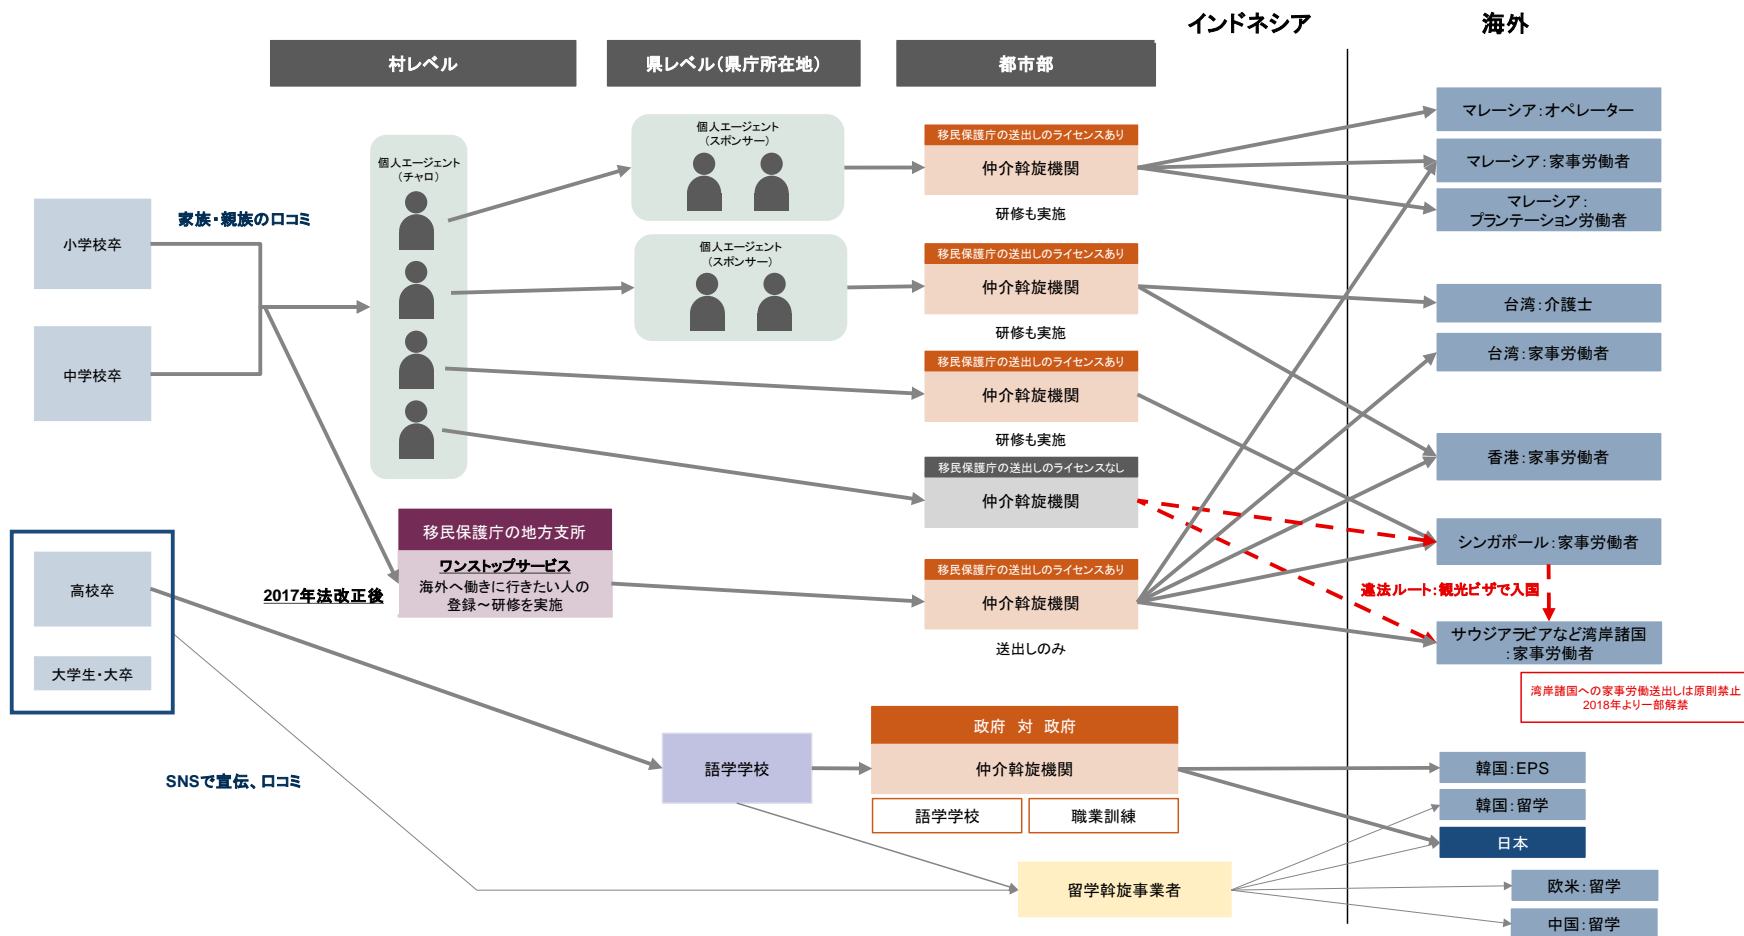 インドネシア
海外
村レベル
県レベル(県庁所在地)
都市部
個人エージェント
(チャロ)
個人エージェント
(スポンサー)
個人エージェント
(スポンサー)
移民保護庁の送出しのライセンスあり
仲介斡旋機関
研修も実施
移民保護庁の送出しのライセンスあり
仲介斡旋機関
研修も実施
移民保護庁の送出しのライセンスあり
仲介斡旋機関
研修も実施
移民保護庁の送出しのライセンスなし
仲介斡旋機関
移民保護庁の送出しのライセンスあり
仲介斡旋機関
送出しのみ
マレーシア:オペレーター
マレーシア:家事労働者
マレーシア:
プランテーション労働者
台湾:介護士
台湾:家事労働者
香港:家事労働者
シンガポール:家事労働者
違法ルート:観光ビザで入国
サウジアラビアなど湾岸諸国
:家事労働者
湾岸諸国への家事労働送出しは原則禁止
2018年より一部解禁
小学校卒
家族・親族の口コミ
中学校卒
高校卒
大学生・大卒
2017年法改正後
移民保護庁の地方支所
ワンストップサービス
海外へ働きに行きたい人の
登録～研修を実施
SNSで宣伝、口コミ
語学学校
政府 対 政府
仲介斡旋機関
語学学校
職業訓練
留学斡旋事業者
韓国:EPS
韓国:留学
日本
欧米:留学
中国:留学